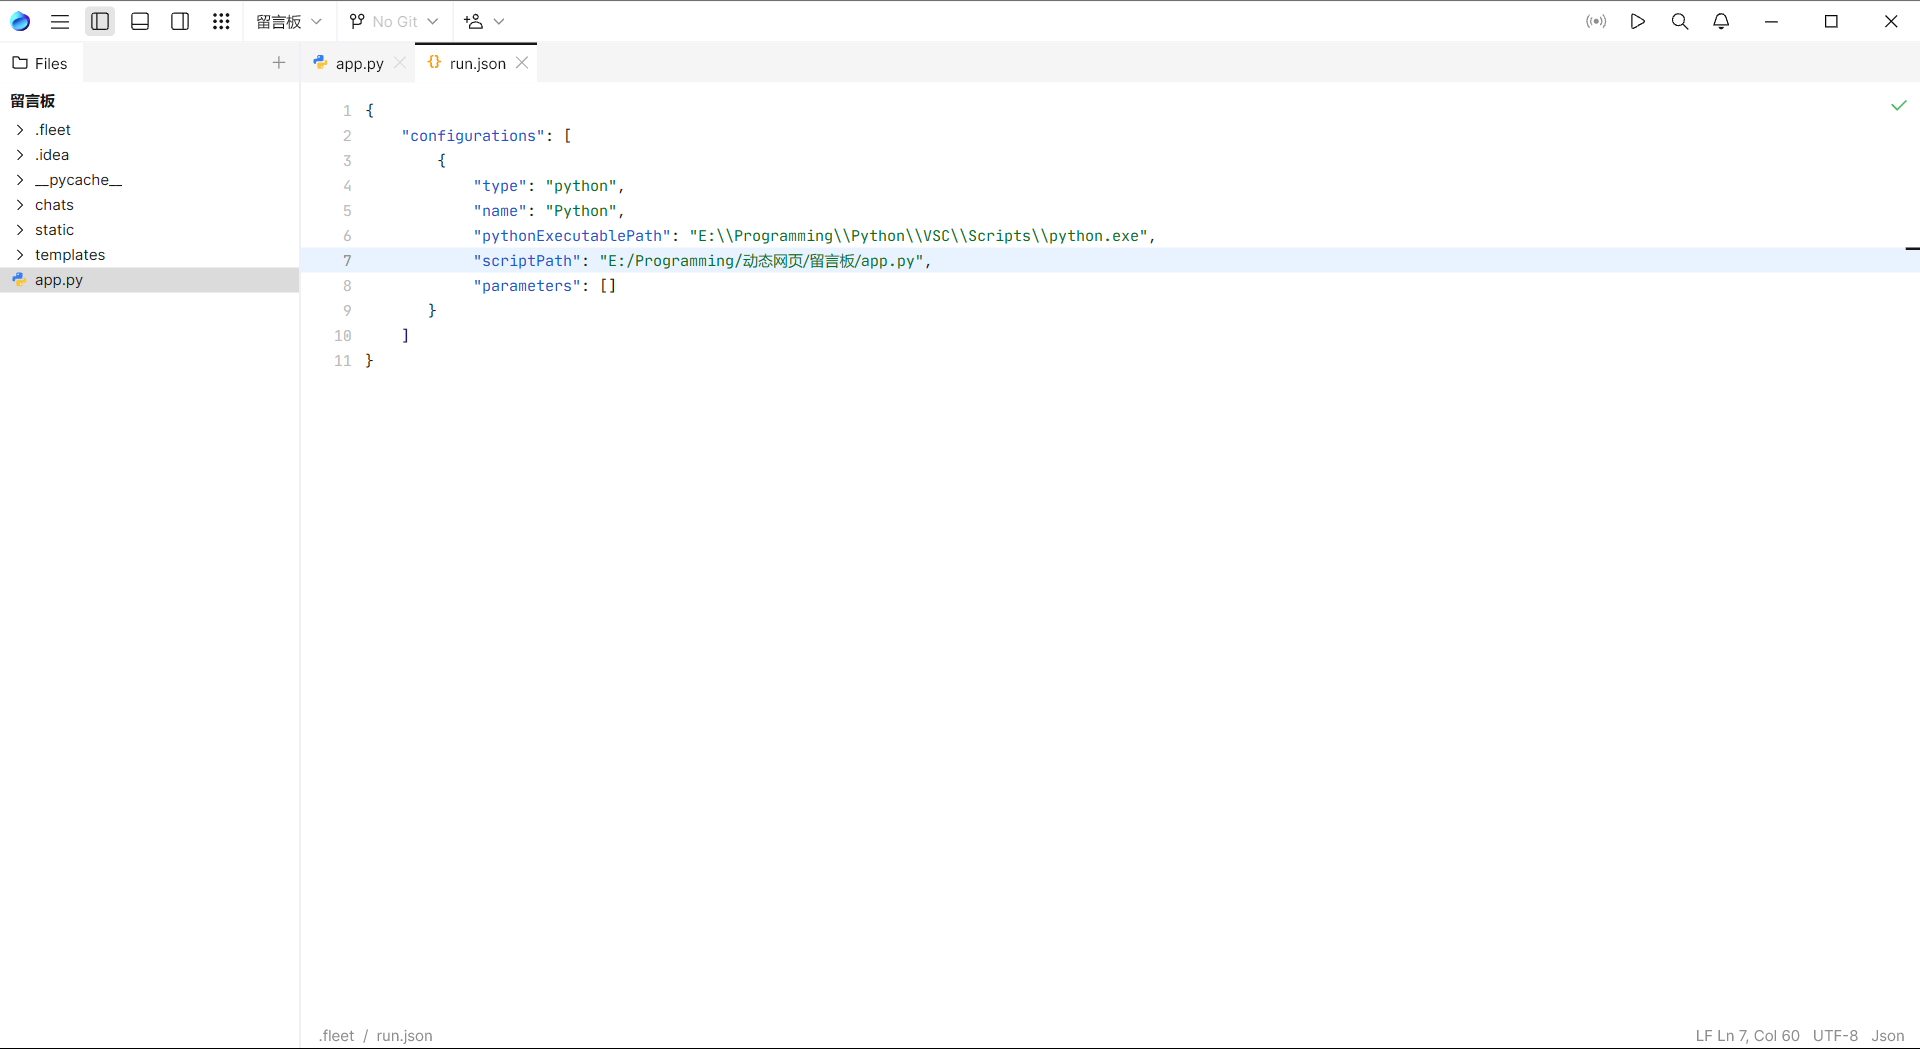 留言板
No Git
Files
app.py
run.json
留言板
.fleet
.idea
__pycache__
chats
static
templates
app.py
1 {
2 "configurations": [
3 {
4 "type": "python",
5 "name": "Python",
6 "pythonExecutablePath": "E:\\Programming\\Python\\VSC\\Scripts\\python.exe",
7 "scriptPath": "E:/Programming/动态网页/留言板/app.py",
8 "parameters": []
9 }
10 ]
11 }
.fleet / run.json
LF Ln 7, Col 60 UTF-8 Json